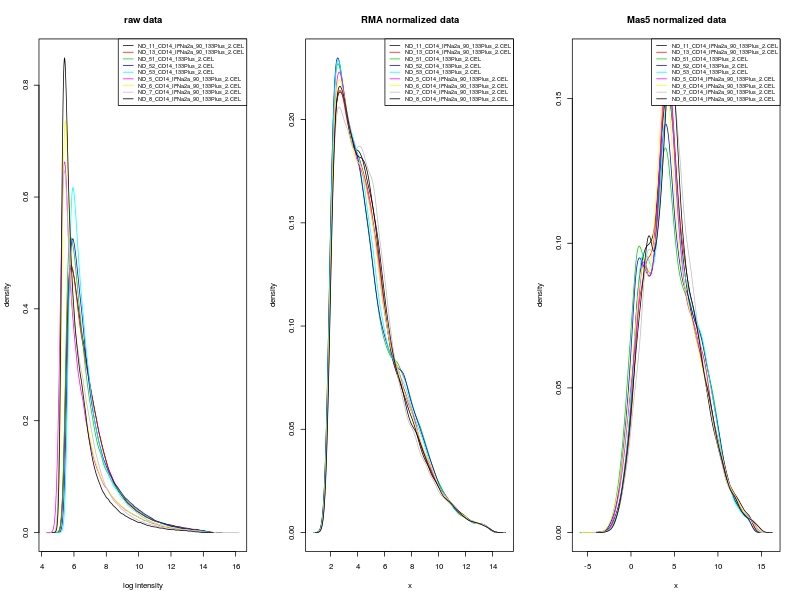 raw data
ND_11_CD14_IFNa2a_90_133Plus_2.CEL
ND_13_CD14_IFNa2a_90_133Plus_2.CEL
ND_51_CD14_133Plus_2.CEL
ND_52_CD14_133Plus_2.CEL
ND_53_CD14_133Plus_2.CEL
ND_5_CD14_IFNa2a_90_133Plus_2.CEL
ND_6_CD14_IFNa2a_90_133Plus_2.CEL
ND_7_CD14_IFNa2a_90_133Plus_2.CEL
ND_8_CD14_IFNa2a_90_133Plus_2.CEL
density
0.8
0.6
0.4
0.2
0.0
4 6 8 10 12 14 16
log intensity
RMA normalized data
ND_11_CD14_IFNa2a_90_133Plus_2.CEL
ND_13_CD14_IFNa2a_90_133Plus_2.CEL
ND_51_CD14_133Plus_2.CEL
ND_52_CD14_133Plus_2.CEL
ND_53_CD14_133Plus_2.CEL
ND_5_CD14_IFNa2a_90_133Plus_2.CEL
ND_6_CD14_IFNa2a_90_133Plus_2.CEL
ND_7_CD14_IFNa2a_90_133Plus_2.CEL
ND_8_CD14_IFNa2a_90_133Plus_2.CEL
density
0.20
0.15
0.10
0.05
0.00
2 4 6 8 10 12 14
x
Mas5 normalized data
ND_11_CD14_IFNa2a_90_133Plus_2.CEL
ND_13_CD14_IFNa2a_90_133Plus_2.CEL
ND_51_CD14_133Plus_2.CEL
ND_52_CD14_133Plus_2.CEL
ND_53_CD14_133Plus_2.CEL
ND_5_CD14_IFNa2a_90_133Plus_2.CEL
ND_6_CD14_IFNa2a_90_133Plus_2.CEL
ND_7_CD14_IFNa2a_90_133Plus_2.CEL
ND_8_CD14_IFNa2a_90_133Plus_2.CEL
density
0.15
0.10
0.05
0.00
-5 0 5 10 15
x